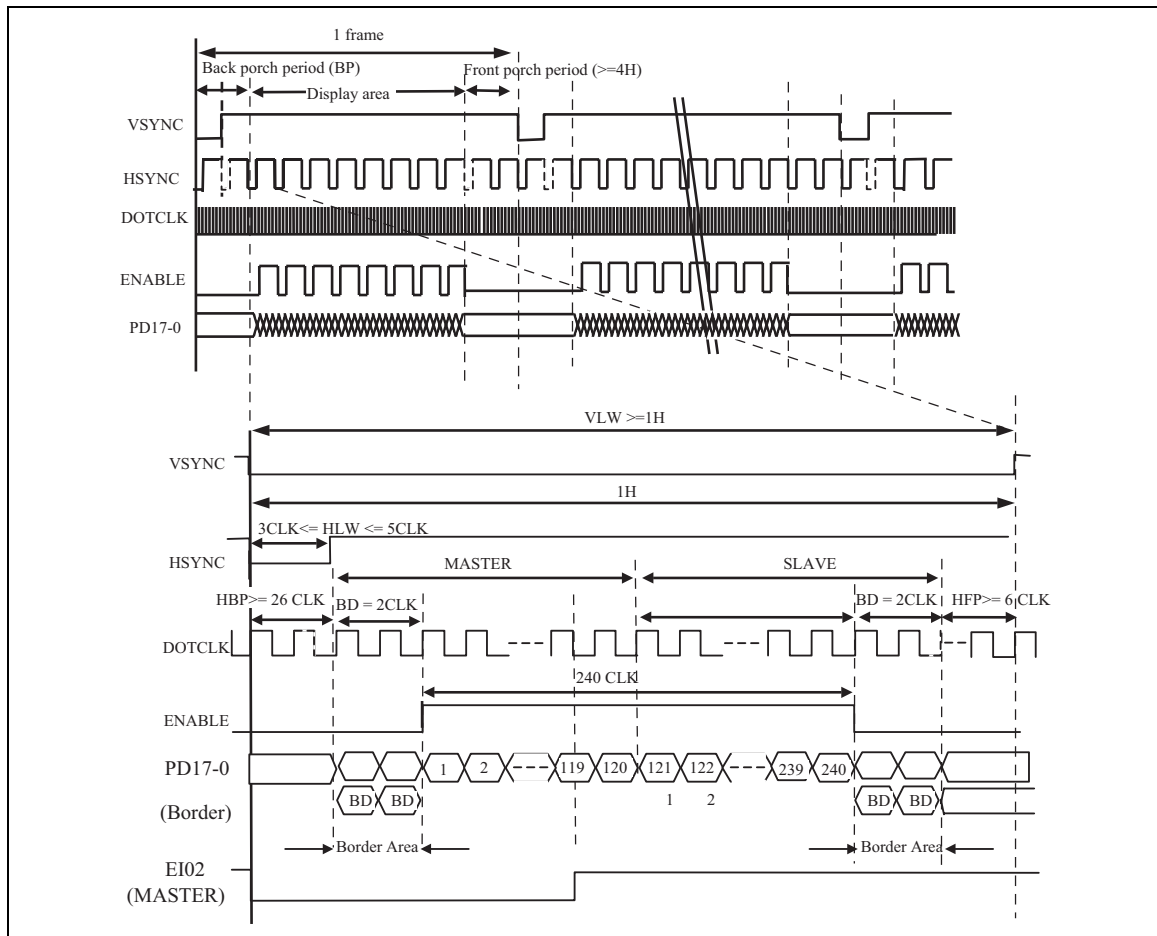 1 frame
Back porch period (BP)
Front porch period (>=4H)
Display area
VSYNC
HSYNC
DOTCLK
ENABLE
PD17-0
VLW >=1H
VSYNC
1H
3CLK<= HLW <= 5CLK
HSYNC
MASTER
SLAVE
HBP>= 26 CLK
BD = 2CLK
BD = 2CLK
HFP>= 6 CLK
DOTCLK
240 CLK
ENABLE
PD17-0
1 2 119 120 121 122 239 240
1 2
(Border)
BD BD BD BD
Border Area
Border Area
EI02
(MASTER)